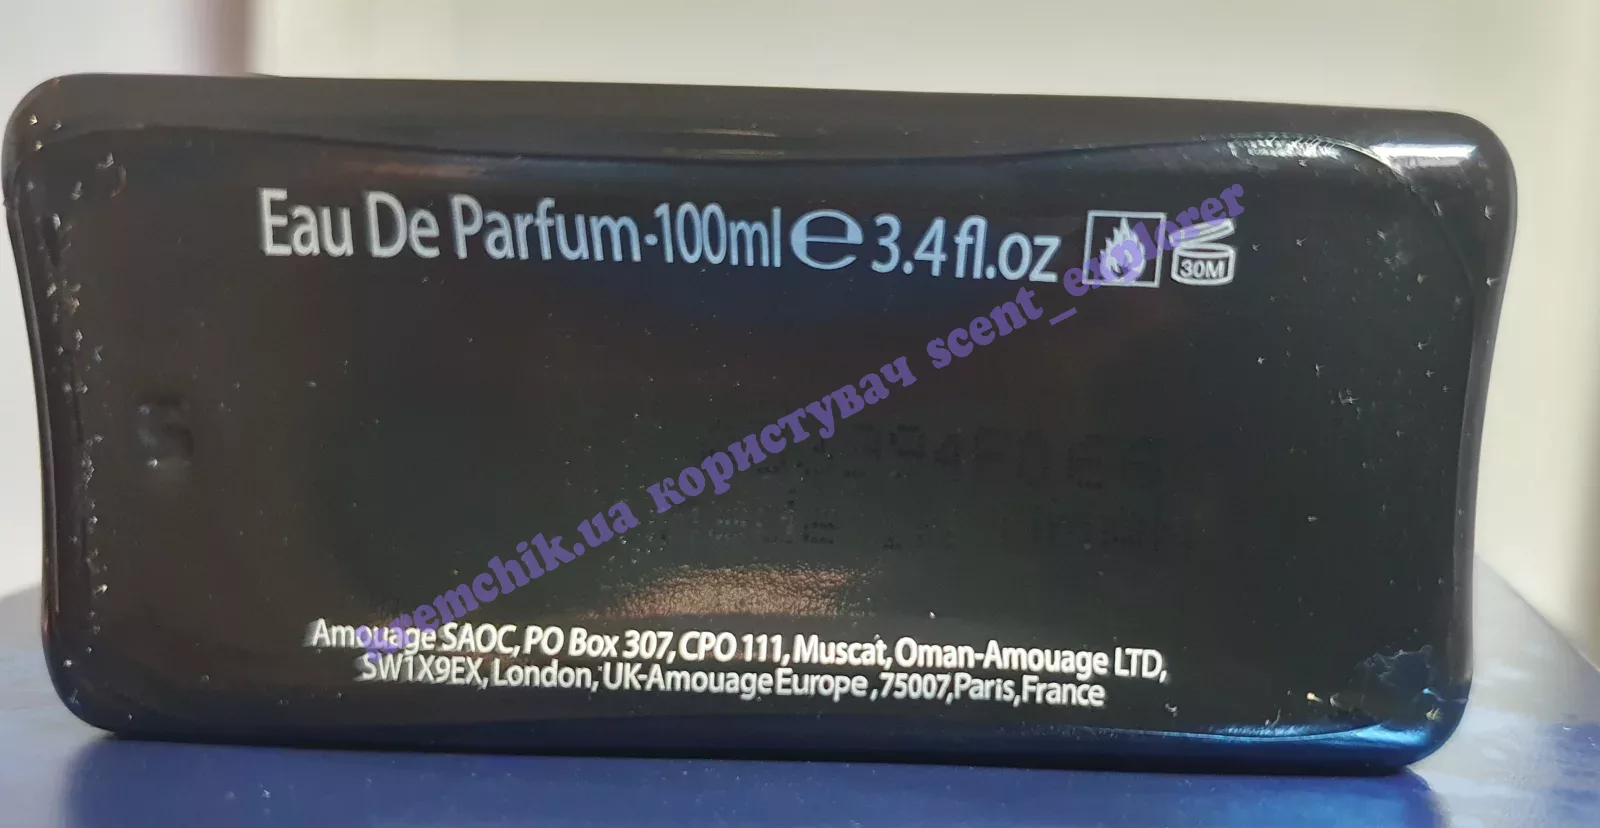 Eau De Parfum·100ml e 3.4 fl.oz
30M
kremchik.ua користувач scent_explorer
Amouage SAOC, PO Box 307, CPO 111, Muscat, Oman-Amouage LTD,
SW1X9EX, London, UK-Amouage Europe, 75007, Paris, France